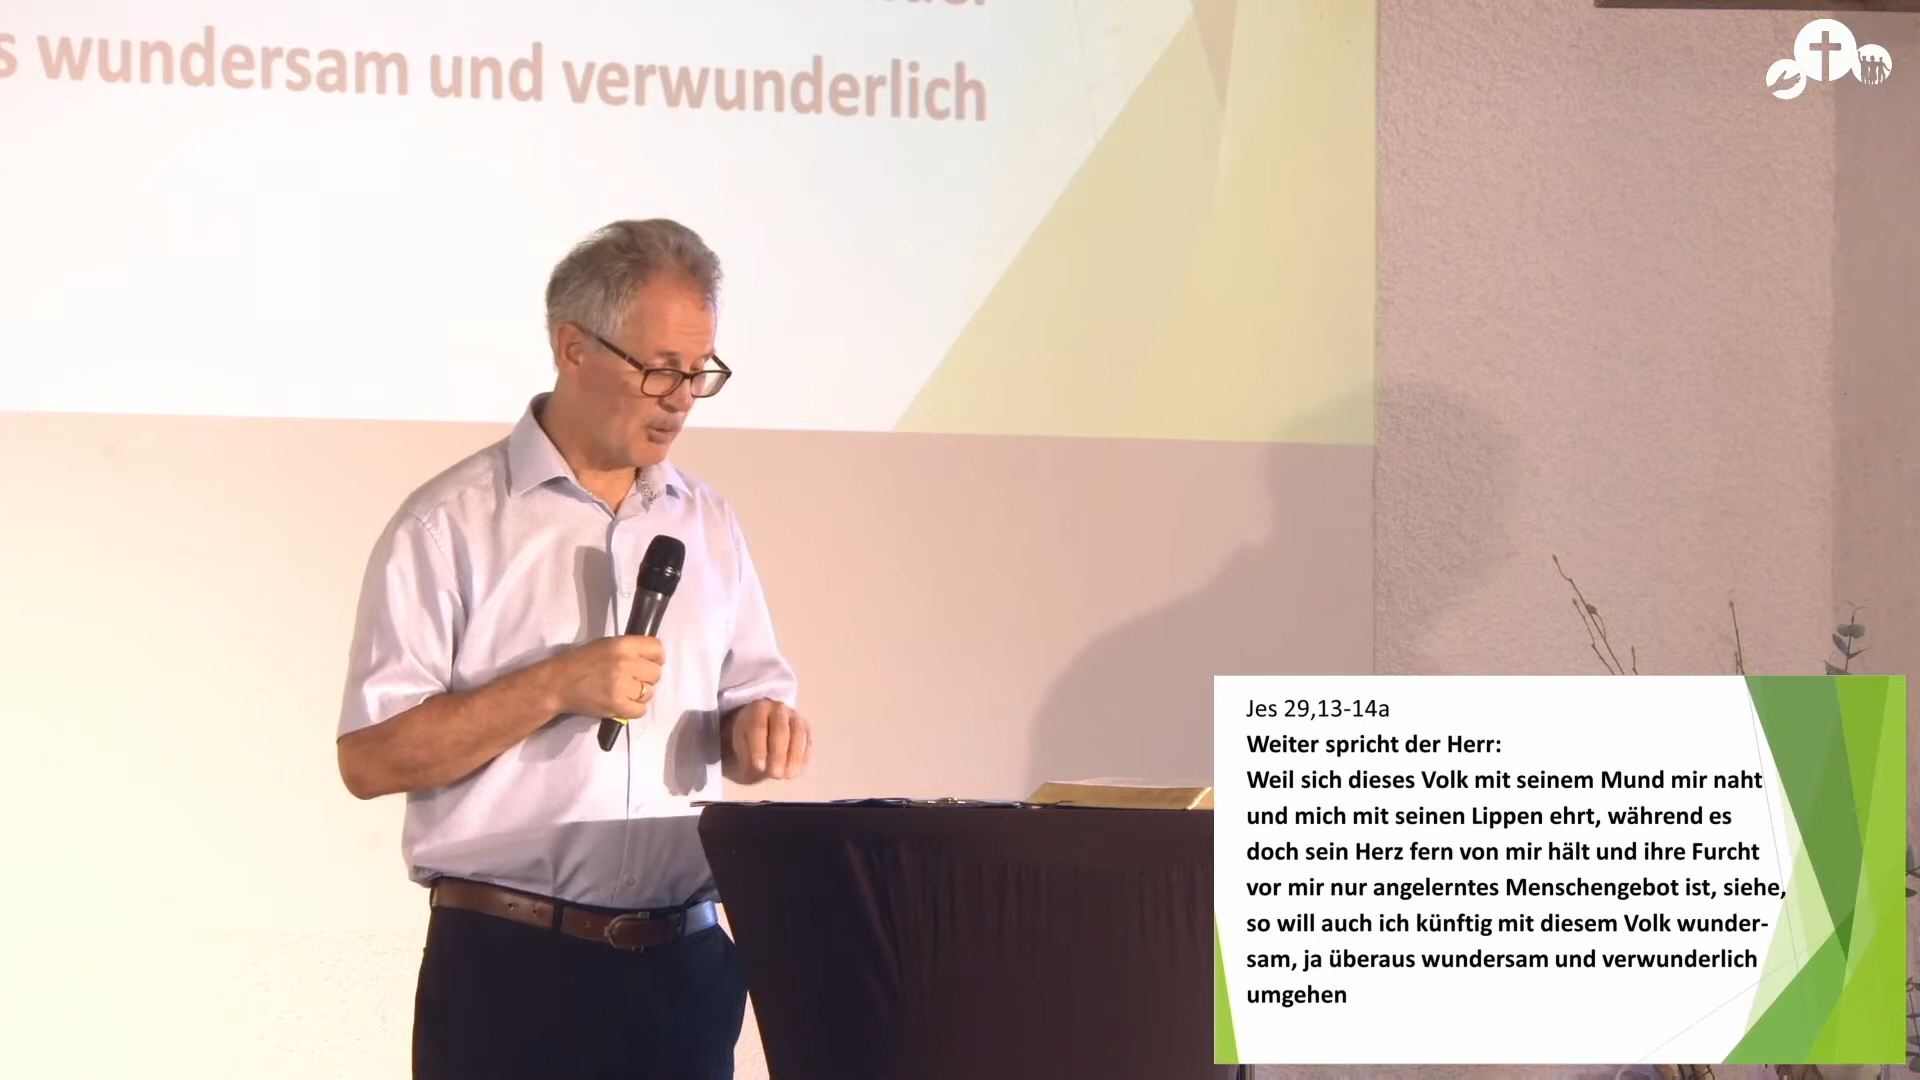 s wundersam und verwunderlich
Jes 29,13-14a
Weiter spricht der Herr:
Weil sich dieses Volk mit seinem Mund mir naht
und mich mit seinen Lippen ehrt, während es
doch sein Herz fern von mir hält und ihre Furcht
vor mir nur angelerntes Menschengebot ist, siehe,
so will auch ich künftig mit diesem Volk wunder-
sam, ja überaus wundersam und verwunderlich
umgehen